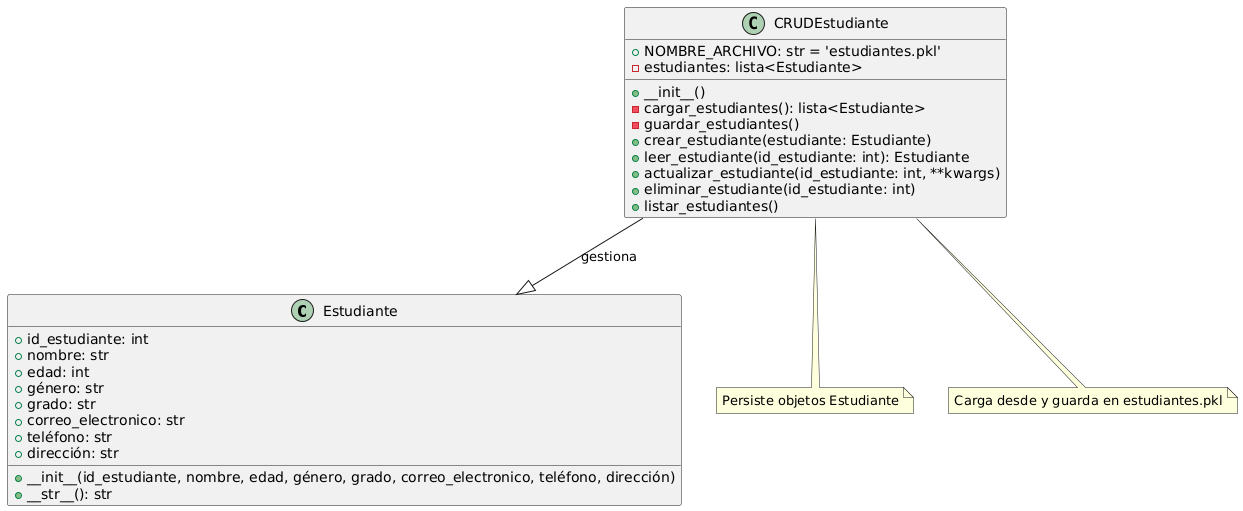 C CRUDEstudiante
NOMBRE_ARCHIVO: str = 'estudiantes.pkl'
estudiantes: lista<Estudiante>
__init__()
cargar_estudiantes(): lista<Estudiante>
guardar_estudiantes()
crear_estudiante(estudiante: Estudiante)
leer_estudiante(id_estudiante: int): Estudiante
actualizar_estudiante(id_estudiante: int, **kwargs)
eliminar_estudiante(id_estudiante: int)
listar_estudiantes()
gestiona
C Estudiante
id_estudiante: int
nombre: str
edad: int
género: str
grado: str
correo_electronico: str
teléfono: str
dirección: str
__init__(id_estudiante, nombre, edad, género, grado, correo_electronico, teléfono, dirección)
__str__(): str
Persiste objetos Estudiante
Carga desde y guarda en estudiantes.pkl